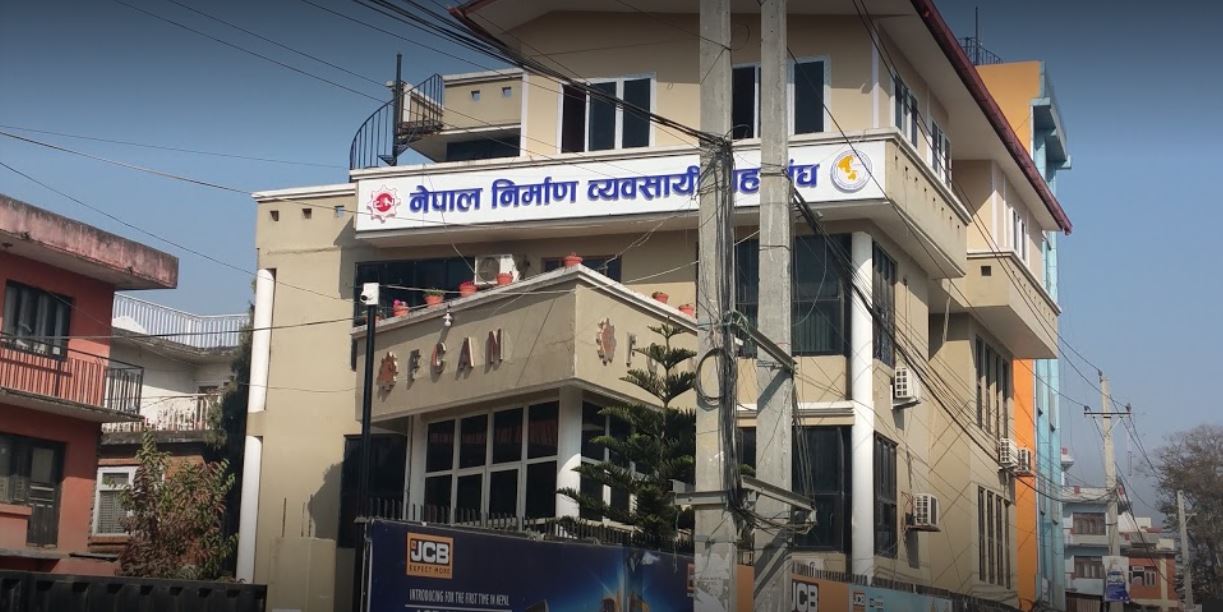 नेपाल निर्माण व्यवसायी
FCAN
JCB
EXPECT MORE
INTRODUCING FOR THE FIRST TIME IN NEPAL
JCB